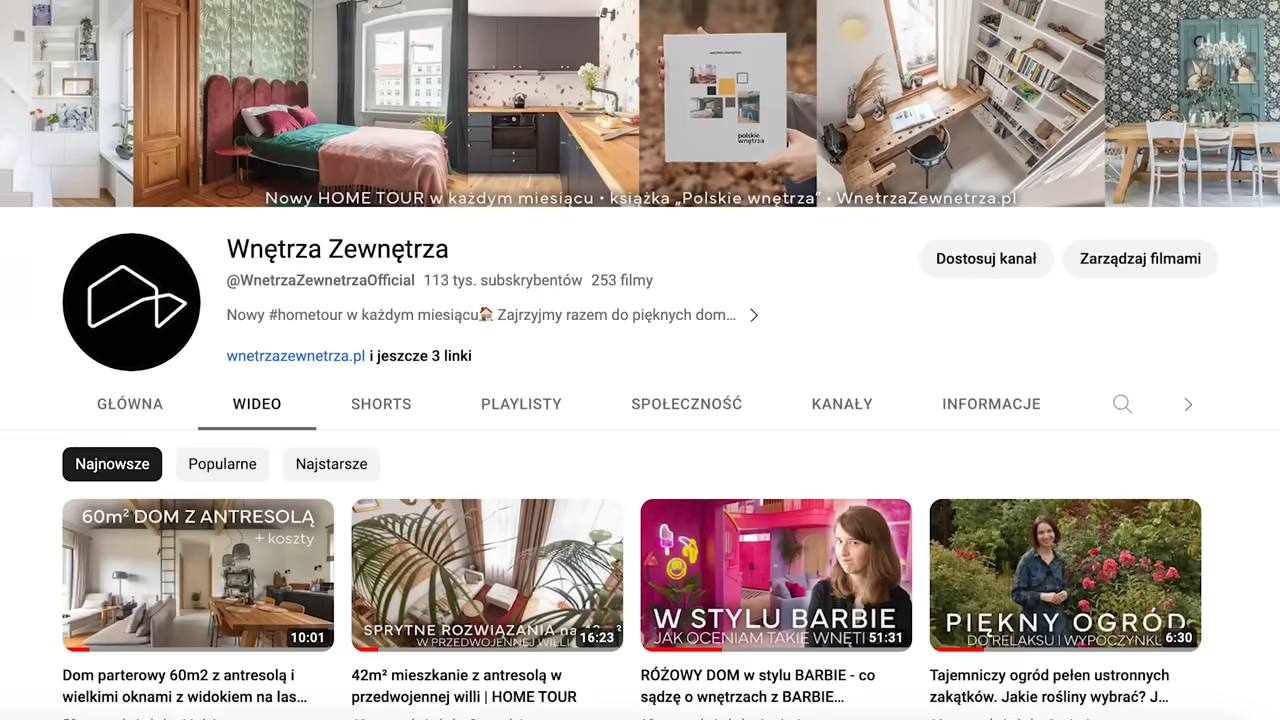 polskie
wnętrza
Nowy HOME TOUR w każdym miesiącu • książka „Polskie wnętrza” • WnetrzaZewnetrza.pl
Wnętrza Zewnętrza
@WnetrzaZewnetrzaOfficial 113 tys. subskrybentów 253 filmy
Dostosuj kanał
Zarządzaj filmami
Nowy #hometour w każdym miesiącu🏠 Zajrzyjmy razem do pięknych dom...
wnetrzazewnetrza.pl i jeszcze 3 linki
GŁÓWNA WIDEO SHORTS PLAYLISTY SPOŁECZNOŚĆ KANAŁY INFORMACJE
Najnowsze Popularne Najstarsze
60m² DOM Z ANTRESOLĄ
+ koszty
10:01
SPRYTNE ROZWIĄZANIA na
W PRZEDWOJENNEJ WILLI
16:23
W STYLU BARBIE
JAK OCENIAM TAKIE WNĘT
51:31
PIĘKNY OGRÓD
DO RELAKSU I WYPOCZYNKU
6:30
Dom parterowy 60m2 z antresolą i
wielkimi oknami z widokiem na las...
42m² mieszkanie z antresolą w
przedwojennej willi | HOME TOUR
RÓŻOWY DOM w stylu BARBIE - co
sądzę o wnętrzach z BARBIE...
Tajemniczy ogród pełen ustronnych
zakątków. Jakie rośliny wybrać? J...